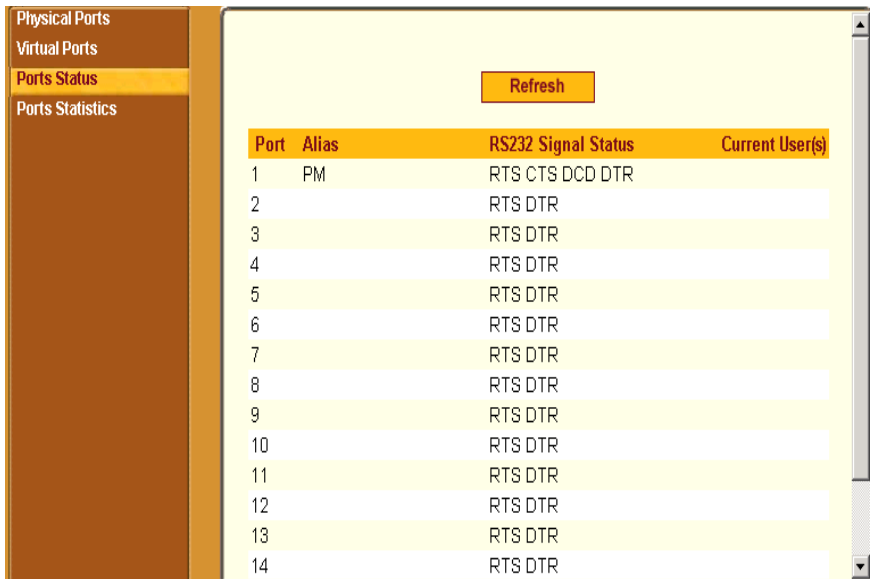 Physical Ports
Virtual Ports
Ports Status
Ports Statistics
Refresh
Port Alias RS232 Signal Status Current User(s)
1 PM RTS CTS DCD DTR
2 RTS DTR
3 RTS DTR
4 RTS DTR
5 RTS DTR
6 RTS DTR
7 RTS DTR
8 RTS DTR
9 RTS DTR
10 RTS DTR
11 RTS DTR
12 RTS DTR
13 RTS DTR
14 RTS DTR